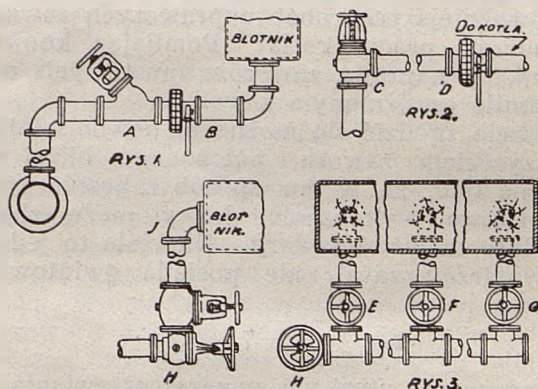 BŁOTNIK
A
B
RYS.1.
DO KOTŁA.
C
D
RYS.2.
J
BŁOT
NIK.
H
E
F
G
H
RYS.3.